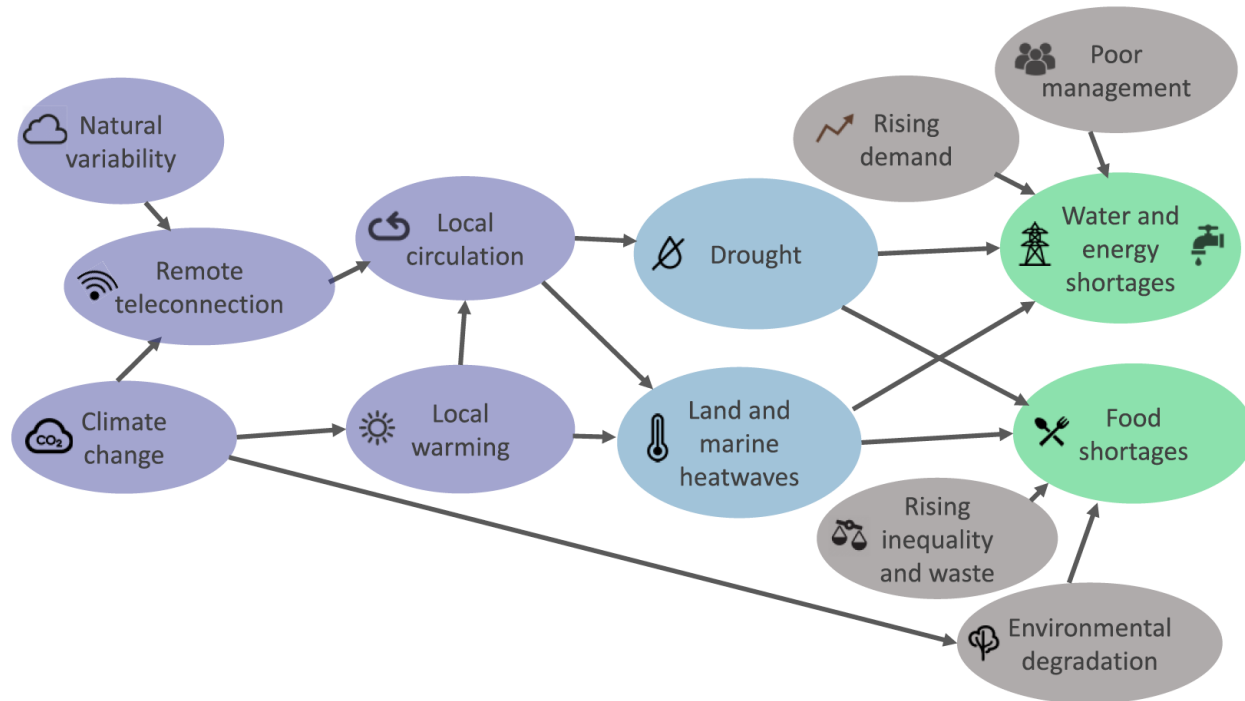 Poor
management
Rising
demand
Natural
variability
Local
circulation
Water and
energy
shortages
Drought
Remote
teleconnection
Climate
change
CO₂
Local
warming
Land and
marine
heatwaves
Food
shortages
Rising
inequality
and waste
Environmental
degradation